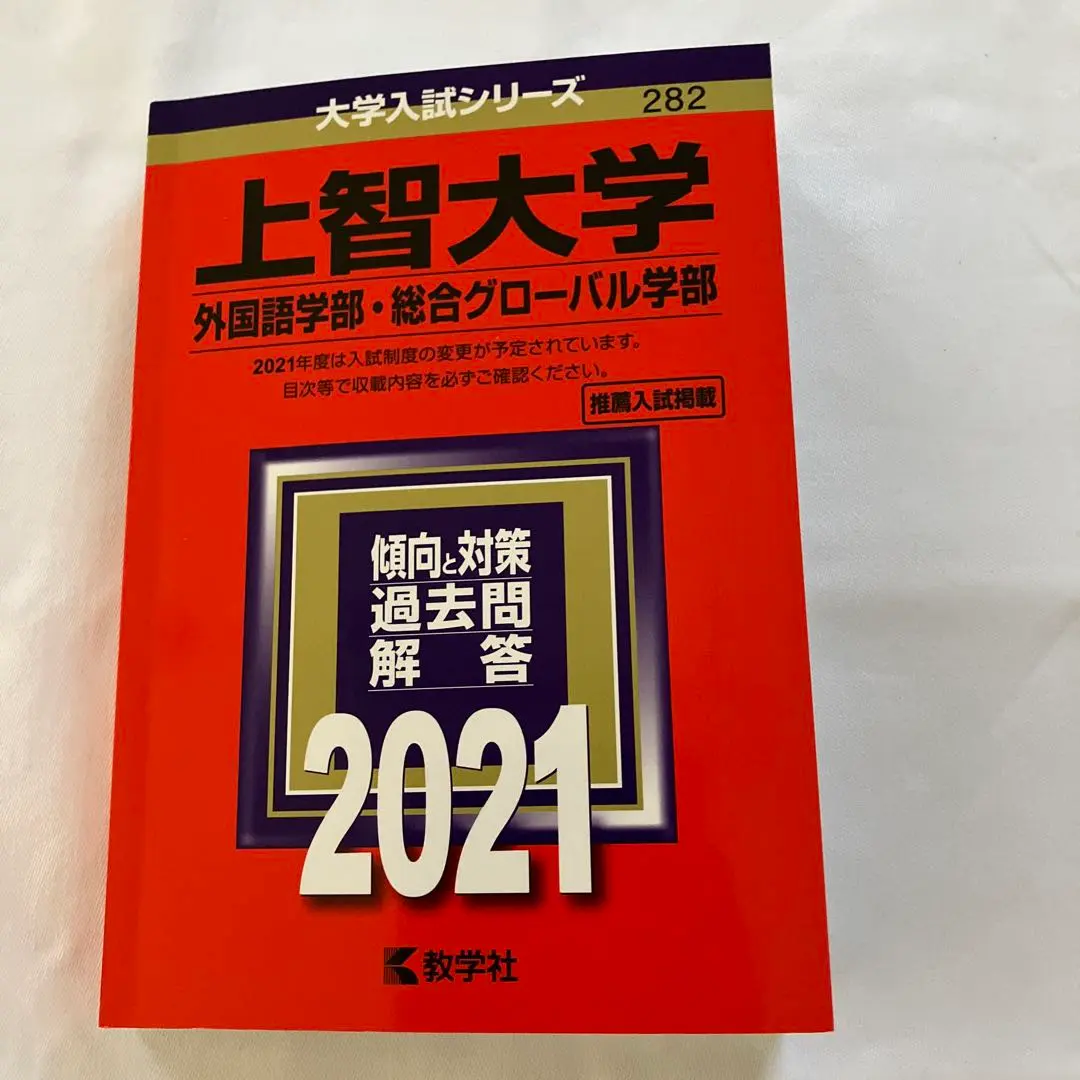 大学入試シリーズ 282
上智大学
外国語学部・総合グローバル学部
2021年度は入試制度の変更が予定されています。
目次等で収載内容を必ずご確認ください。
推薦入試掲載
傾向と対策
過去問
解答
2021
教学社